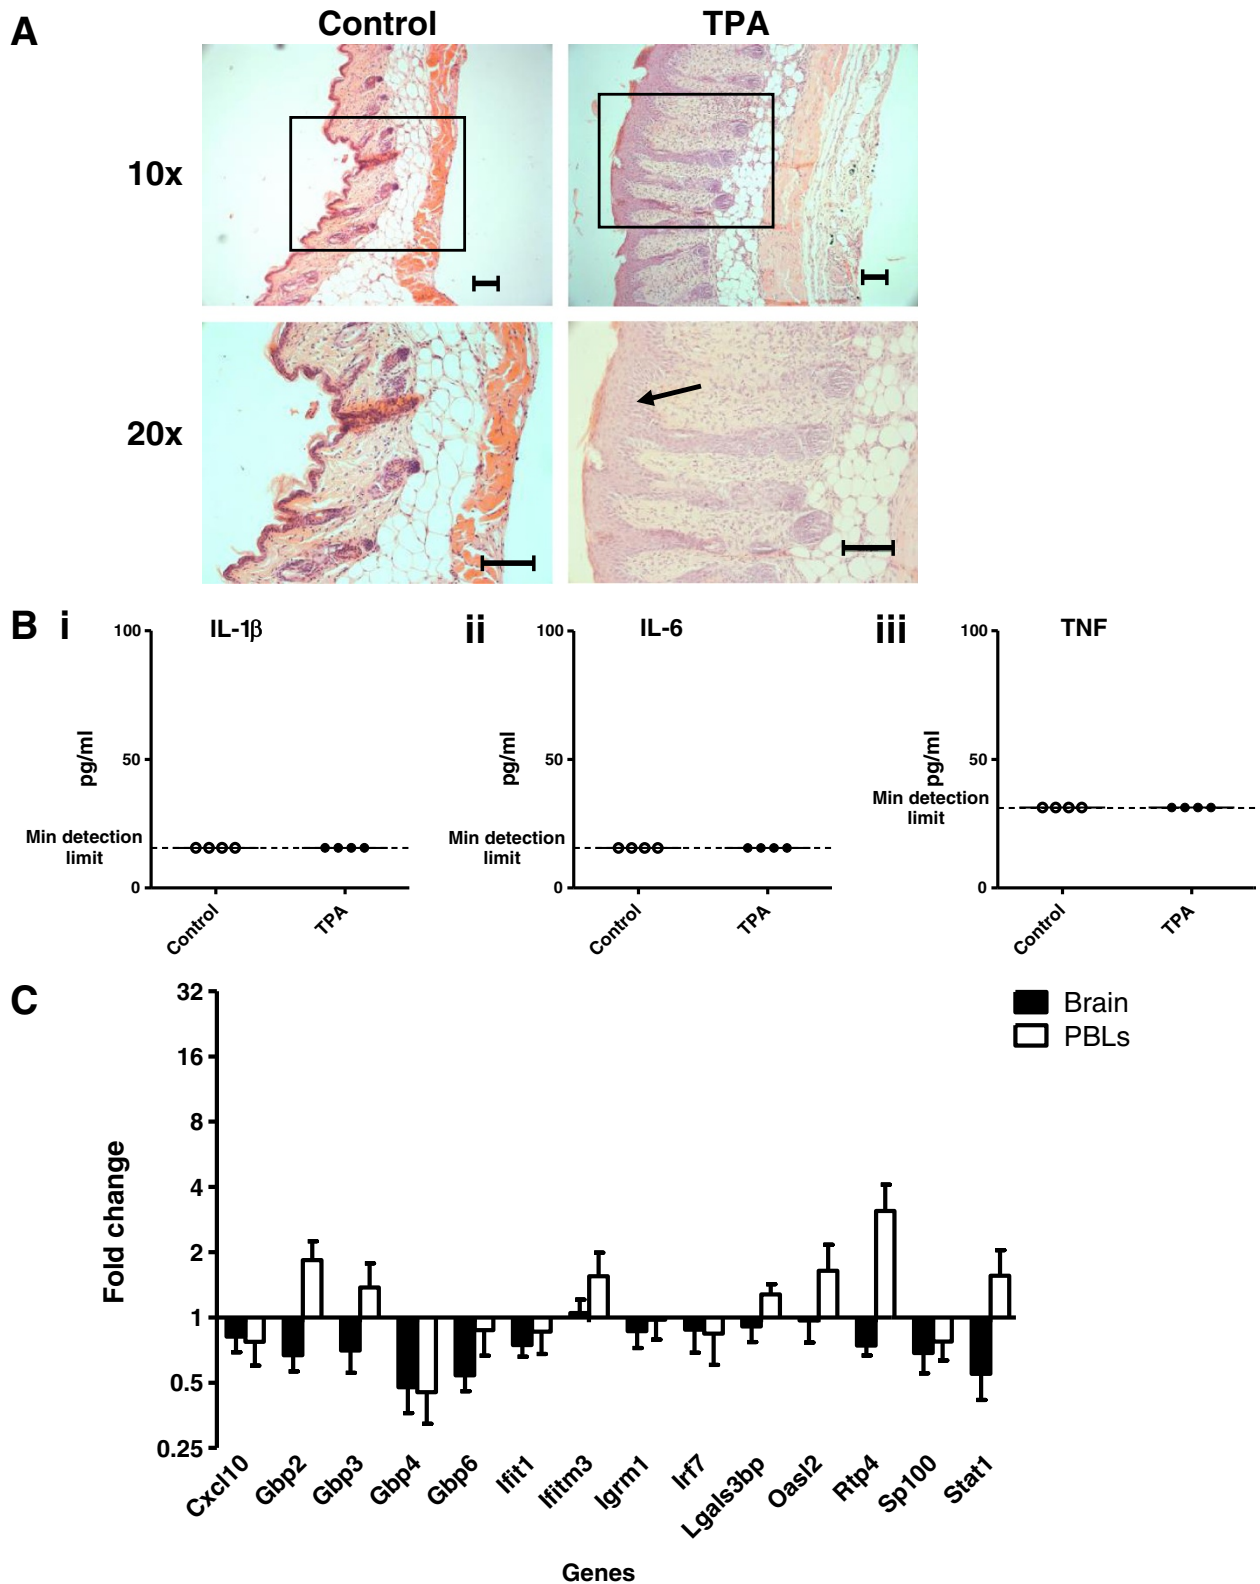 A
Control
TPA
10x
20x
B
i
IL-1β
100
50
0
pg/ml
Min detection
limit
Control
TPA
ii
IL-6
100
50
0
pg/ml
Min detection
limit
Control
TPA
iii
TNF
100
50
0
pg/ml
Min detection
limit
Control
TPA
C
32
16
8
4
2
1
0.5
0.25
Fold change
Brain
PBLs
Cxcl10
Gbp2
Gbp3
Gbp4
Gbp6
Ifit1
Ifitm3
Igrm1
Irf7
Lgals3bp
Oasl2
Rtp4
Sp100
Stat1
Genes